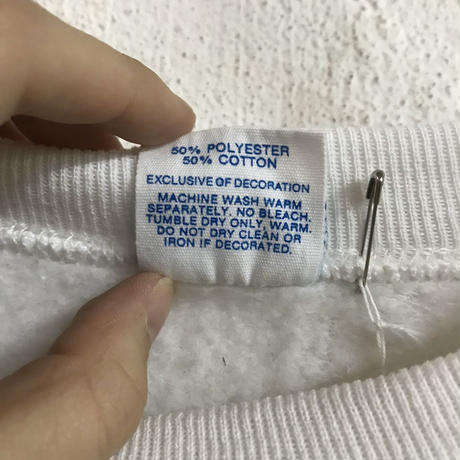 50% POLYESTER
50% COTTON
EXCLUSIVE OF DECORATION
MACHINE WASH WARM
SEPARATELY. NO BLEACH.
TUMBLE DRY ONLY, WARM.
DO NOT DRY CLEAN OR
IRON IF DECORATED.